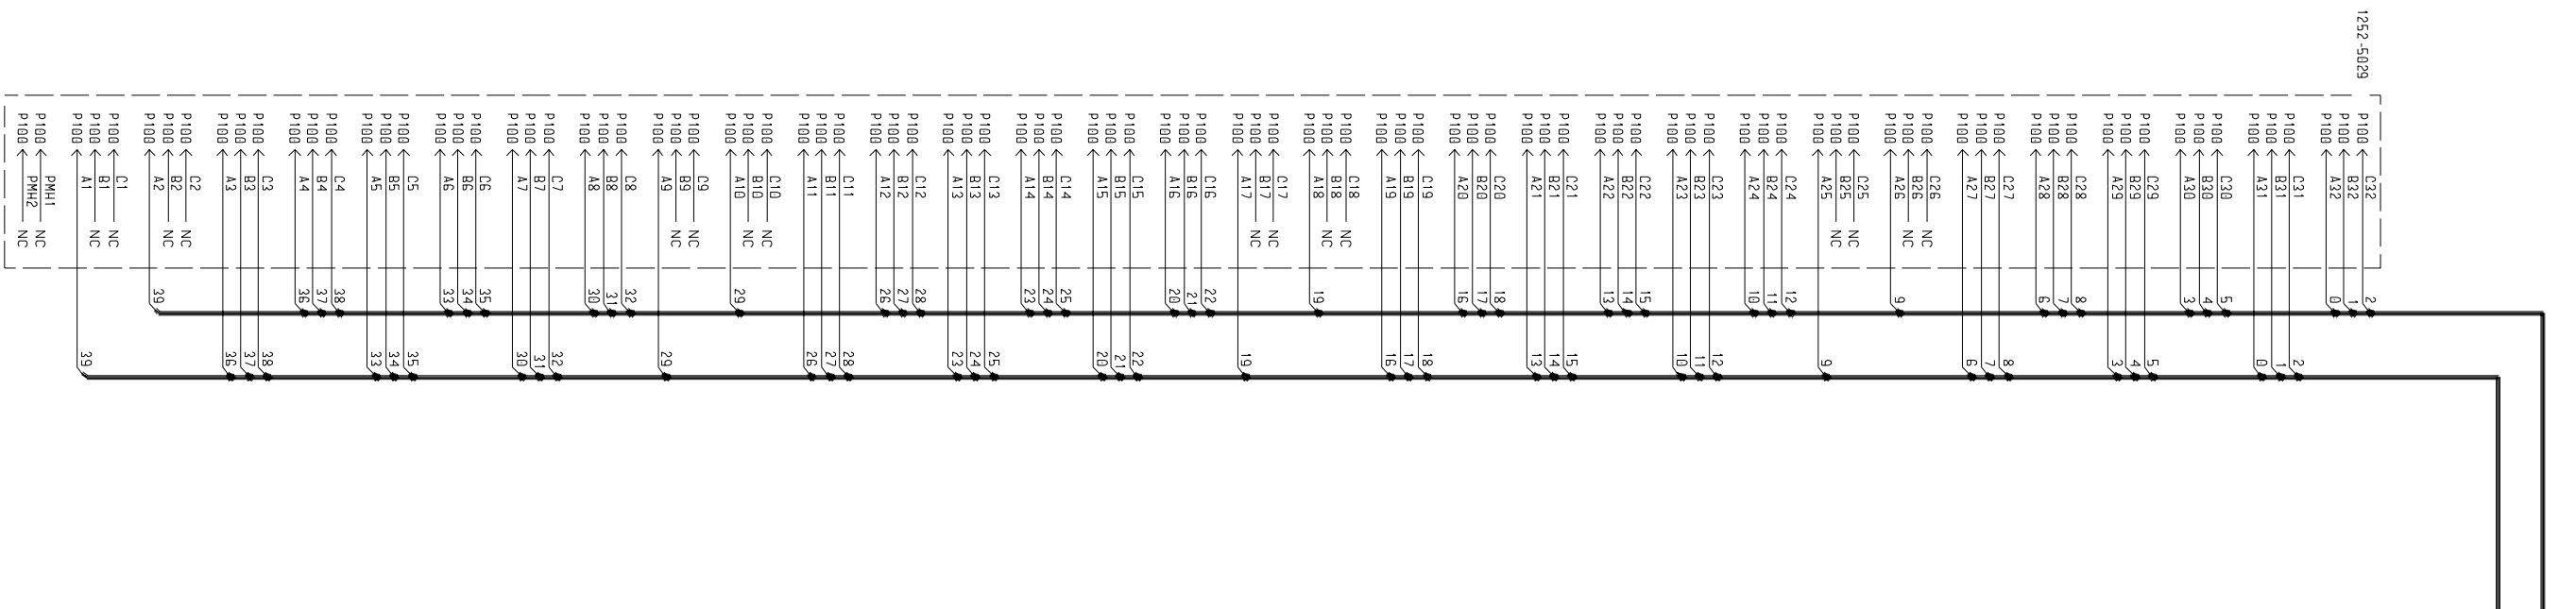 1252-5029
P100 C32 2
P100 B32 1
P100 A32 0
P100 C31 2
P100 B31 1
P100 A31 0
P100 C30 5
P100 B30 4
P100 A30 3
P100 C29 5
P100 B29 4
P100 A29 3
P100 C28 8
P100 B28 7
P100 A28 6
P100 C27 8
P100 B27 7
P100 A27 6
P100 C26 NC
P100 B26 NC
P100 A26 9
P100 C25 NC
P100 B25 NC
P100 A25 9
P100 C24 12
P100 B24 11
P100 A24 10
P100 C23 12
P100 B23 11
P100 A23 10
P100 C22 15
P100 B22 14
P100 A22 13
P100 C21 15
P100 B21 14
P100 A21 13
P100 C20 18
P100 B20 17
P100 A20 16
P100 C19 18
P100 B19 17
P100 A19 16
P100 C18 NC
P100 B18 NC
P100 A18 19
P100 C17 NC
P100 B17 NC
P100 A17 19
P100 C16 22
P100 B16 21
P100 A16 20
P100 C15 22
P100 B15 21
P100 A15 20
P100 C14 25
P100 B14 24
P100 A14 23
P100 C13 25
P100 B13 24
P100 A13 23
P100 C12 28
P100 B12 27
P100 A12 26
P100 C11 28
P100 B11 27
P100 A11 26
P100 C10 NC
P100 B10 NC
P100 A10 29
P100 C9 NC
P100 B9 NC
P100 A9 29
P100 C8 32
P100 B8 31
P100 A8 30
P100 C7 32
P100 B7 31
P100 A7 30
P100 C6 35
P100 B6 34
P100 A6 33
P100 C5 35
P100 B5 34
P100 A5 33
P100 C4 38
P100 B4 37
P100 A4 36
P100 C3 38
P100 B3 37
P100 A3 36
P100 C2 NC
P100 B2 NC
P100 A2 39
P100 C1 NC
P100 B1 NC
P100 A1 39
P100 PMH1 NC
P100 PMH2 NC